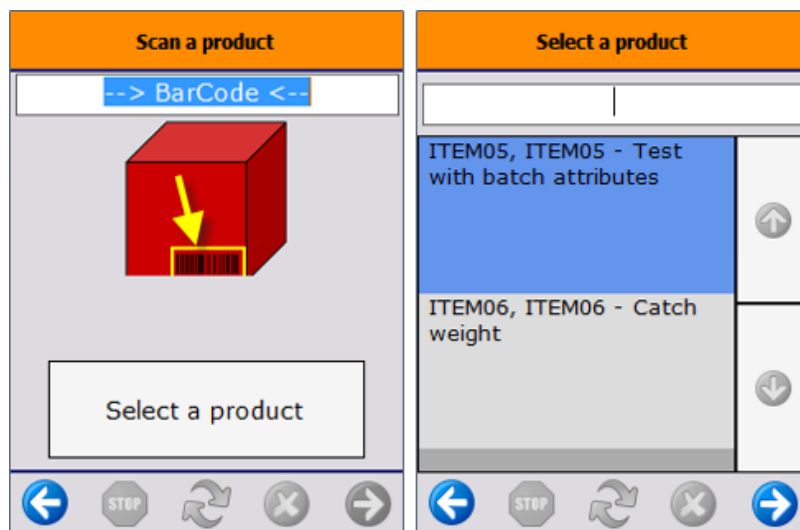 Scan a product
--> BarCode <--
Select a product
STOP
Select a product
ITEM05, ITEM05 - Test
with batch attributes
ITEM06, ITEM06 - Catch
weight
STOP